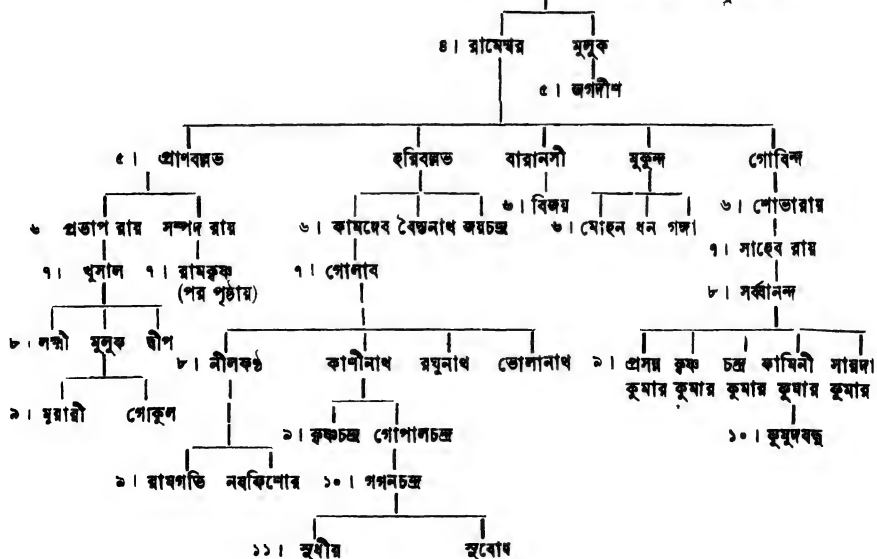 ৪। রামেশ্বর মুলুক
৫। জগদীশ
৫। প্রাণবল্লভ হরিবল্লভ বারানসী মুকুন্দ গোবিন্দ
৬ প্রতাপ রায় সম্পদ রায় ৬। কামদেব বৈদ্যনাথ জয়চন্দ্র ৬। বিজয় ৬। মোহন ধন গঙ্গা ৬। শোভারায়
৭। খুসাল ৭। রামকৃষ্ণ ৭। গোলাব ৭। সাহেব রায়
(পর পৃষ্ঠায়)
৮। সর্ব্বানন্দ
৮। লক্ষ্মী মুলুক দ্বীপ ৮। নীলকণ্ঠ কাশীনাথ রঘুনাথ ভোলানাথ ৯। প্রসন্ন কৃষ্ণ চন্দ্র কামিনী সারদা
কুমার কুমার কুমার কুমার কুমার
৯। মুরারী গোকুল ৯। কৃষ্ণচন্দ্র গোপালচন্দ্র ১০। কুমুদবন্ধু
৯। রামগতি নবকিশোর ১০। গগনচন্দ্র
১১। সুধীর সুবোধ